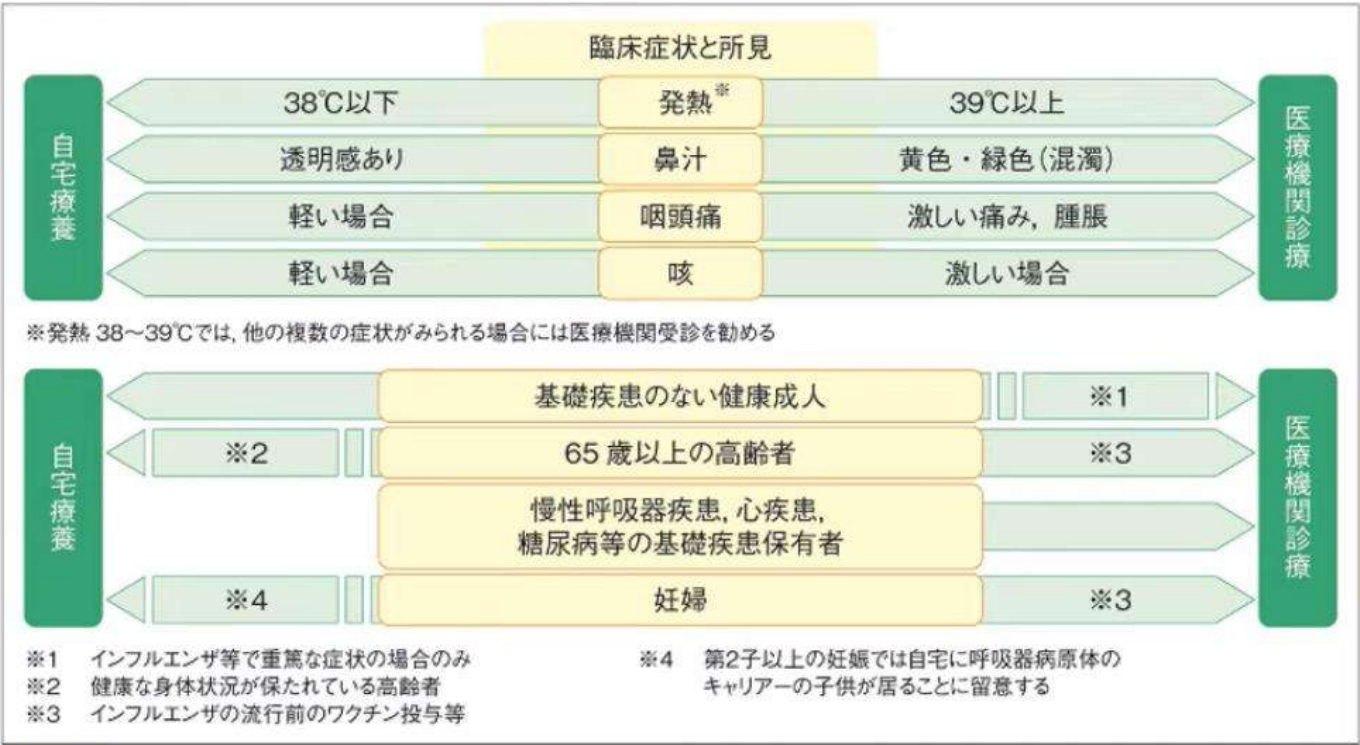 臨床症状と所見
自宅療養
38℃以下 発熱※ 39℃以上
透明感あり 鼻汁 黄色・緑色(混濁)
軽い場合 咽頭痛 激しい痛み, 腫脹
軽い場合 咳 激しい場合
医療機関診療
※発熱 38〜39℃では, 他の複数の症状がみられる場合には医療機関受診を勧める
自宅療養
基礎疾患のない健康成人 ※1
※2 65歳以上の高齢者 ※3
慢性呼吸器疾患, 心疾患,
糖尿病等の基礎疾患保有者
※4 妊婦 ※3
医療機関診療
※1 インフルエンザ等で重篤な症状の場合のみ
※2 健康な身体状況が保たれている高齢者
※3 インフルエンザの流行前のワクチン投与等
※4 第2子以上の妊娠では自宅に呼吸器病原体の
キャリアーの子供が居ることに留意する